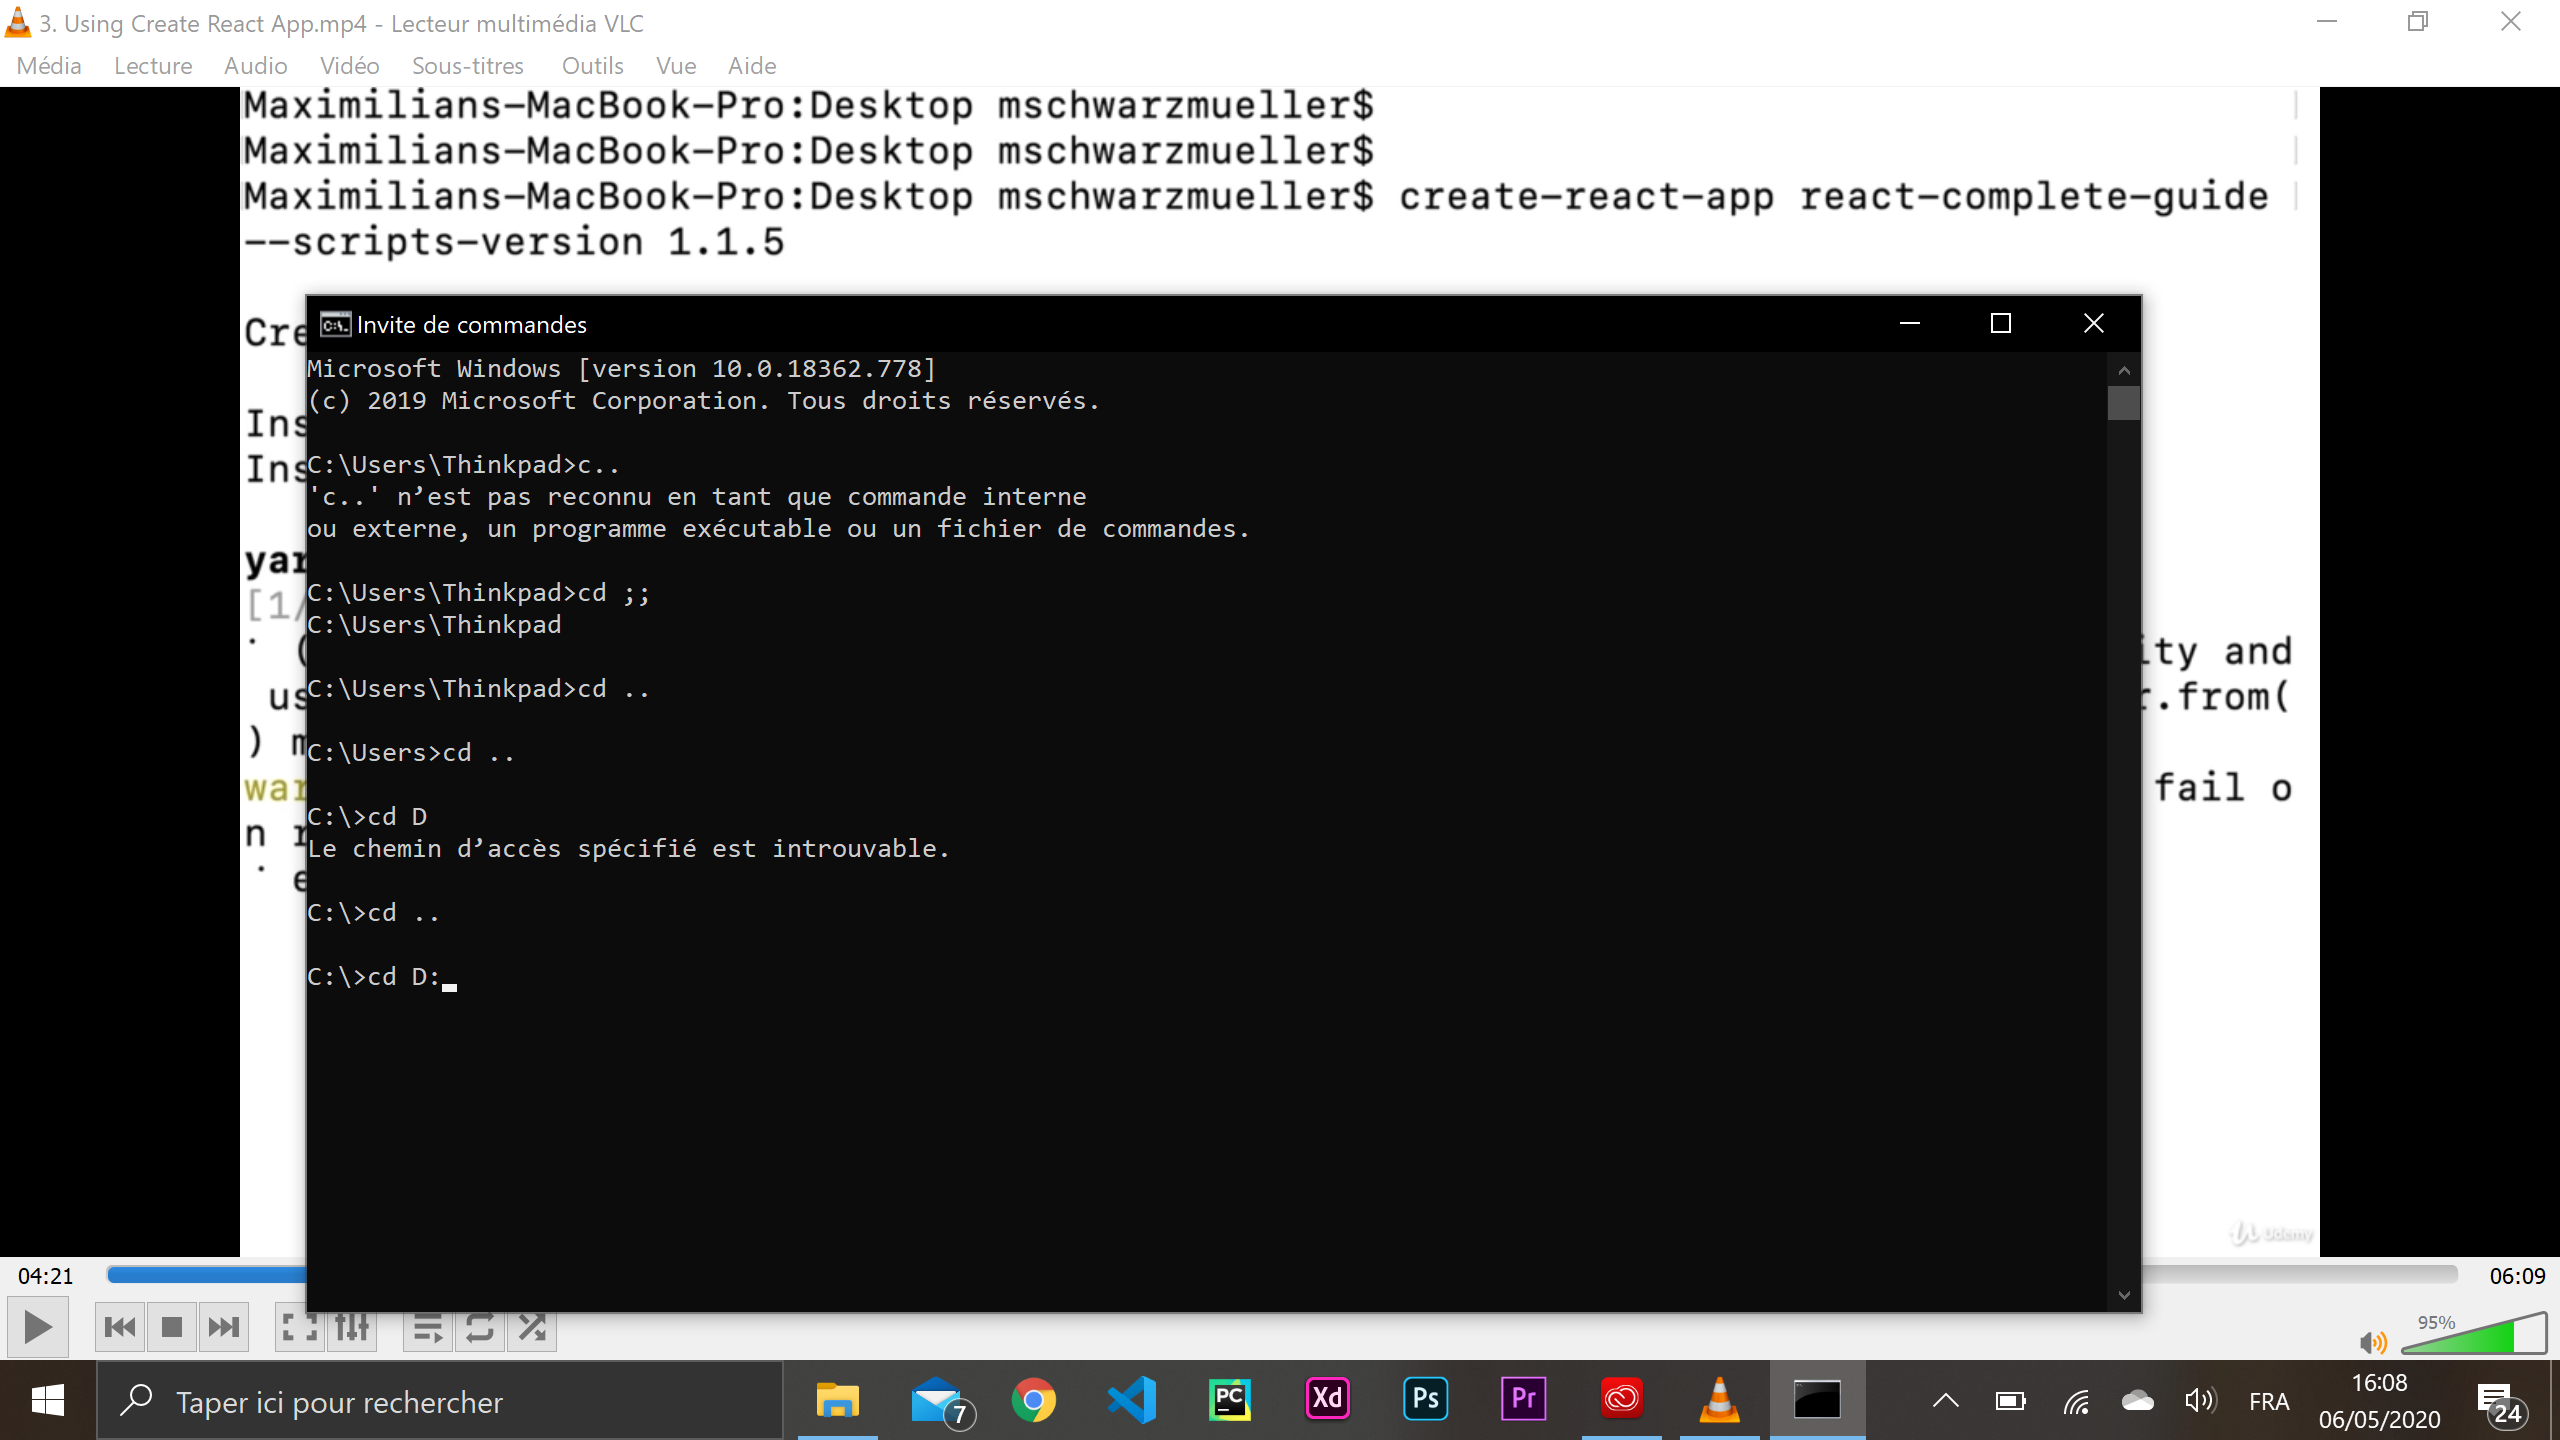 3. Using Create React App.mp4 - Lecteur multimédia VLC
Média Lecture Audio Vidéo Sous-titres Outils Vue Aide
Maximilians-MacBook-Pro:Desktop mschwarzmueller$
Maximilians-MacBook-Pro:Desktop mschwarzmueller$
Maximilians-MacBook-Pro:Desktop mschwarzmueller$ create-react-app react-complete-guide
--scripts-version 1.1.5
Invite de commandes
Microsoft Windows [version 10.0.18362.778]
(c) 2019 Microsoft Corporation. Tous droits réservés.
C:\Users\Thinkpad>c..
'c..' n’est pas reconnu en tant que commande interne
ou externe, un programme exécutable ou un fichier de commandes.
C:\Users\Thinkpad>cd ;;
C:\Users\Thinkpad
C:\Users\Thinkpad>cd ..
C:\Users>cd ..
C:\>cd D
Le chemin d’accès spécifié est introuvable.
C:\>cd ..
C:\>cd D:
Cre
Ins
Ins
yar
[1/
( ity and
us r.from(
) m
war fail o
n r
e
Udemy
04:21 06:09
95%
Taper ici pour rechercher
7
PC
Xd
Ps
Pr
FRA
16:08
06/05/2020
24